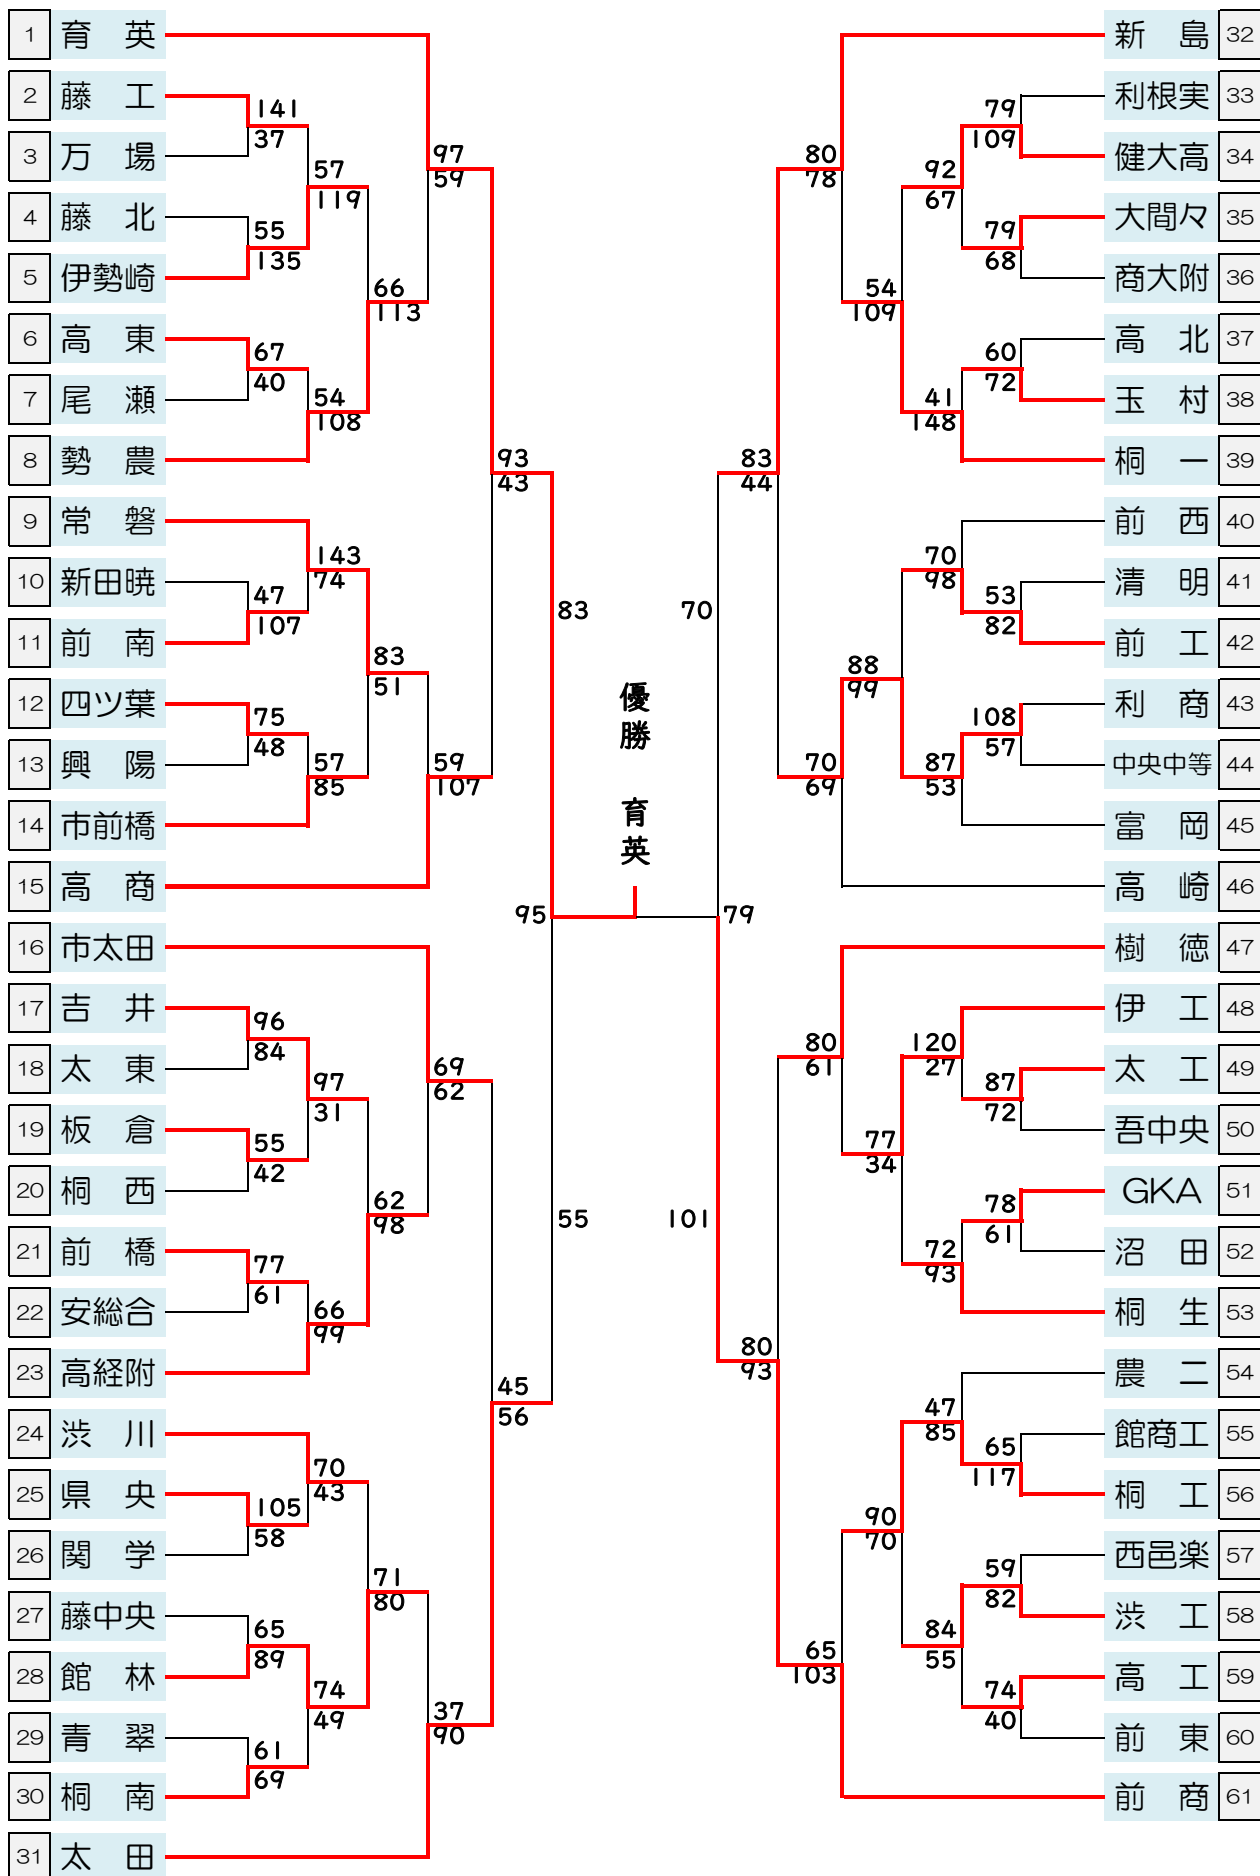 1 育 英
2 藤 工
3 万 場
4 藤 北
5 伊勢崎
6 高 東
7 尾 瀬
8 勢 農
9 常 磐
10 新田暁
11 前 南
12 四ツ葉
13 興 陽
14 市前橋
15 高 商
16 市太田
17 吉 井
18 太 東
19 板 倉
20 桐 西
21 前 橋
22 安総合
23 高経附
24 渋 川
25 県 央
26 関 学
27 藤中央
28 館 林
29 青 翠
30 桐 南
31 太 田
141
37
55
135
67
40
47
107
75
48
96
84
55
42
77
61
105
58
65
89
61
69
57
119
54
108
143
74
57
85
97
31
66
99
70
43
74
49
66
113
83
51
62
98
71
80
97
59
59
107
69
62
37
90
93
43
45
56
83
55
95
優勝 育英
79
70
101
83
44
80
93
80
78
70
69
80
61
65
103
54
109
88
99
77
34
90
70
92
67
41
148
70
98
87
53
120
27
72
93
47
85
84
55
79
109
79
68
60
72
53
82
108
57
87
72
78
61
65
117
59
82
74
40
新 島 32
利根実 33
健大高 34
大間々 35
商大附 36
高 北 37
玉 村 38
桐 一 39
前 西 40
清 明 41
前 工 42
利 商 43
中央中等 44
富 岡 45
高 崎 46
樹 徳 47
伊 工 48
太 工 49
吾中央 50
GKA 51
沼 田 52
桐 生 53
農 二 54
館商工 55
桐 工 56
西邑楽 57
渋 工 58
高 工 59
前 東 60
前 商 61